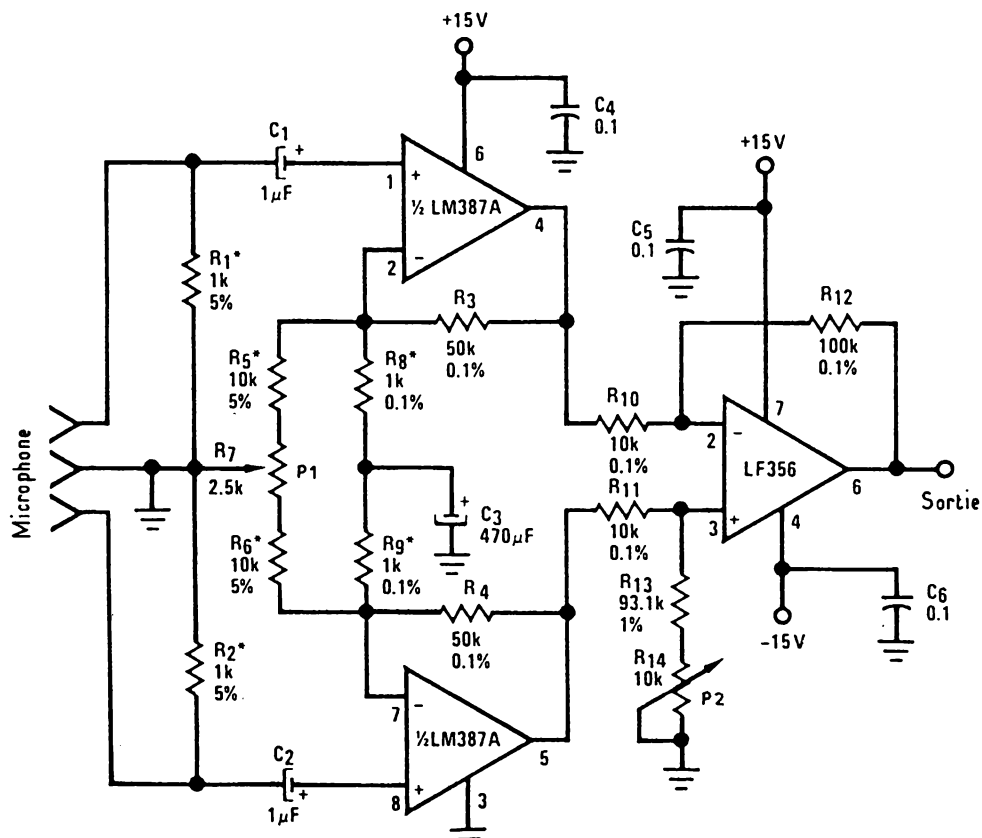 +15V
C4
0.1
C1
+
1µF
6
1
+
½ LM387A
4
2
−
+15V
C5
0.1
R1*
1k
5%
R3
50k
0.1%
R12
100k
0.1%
R5*
10k
5%
R8*
1k
0.1%
R10
10k
0.1%
7
2
−
LF356
6
Sortie
Microphone
R7
2.5k
P1
+
C3
470µF
R11
10k
0.1%
3
+
4
R6*
10k
5%
R9*
1k
0.1%
R4
50k
0.1%
R13
93.1k
1%
C6
0.1
−15V
R2*
1k
5%
R14
10k
P2
7
−
½LM387A
5
C2
+
1µF
8
+
3